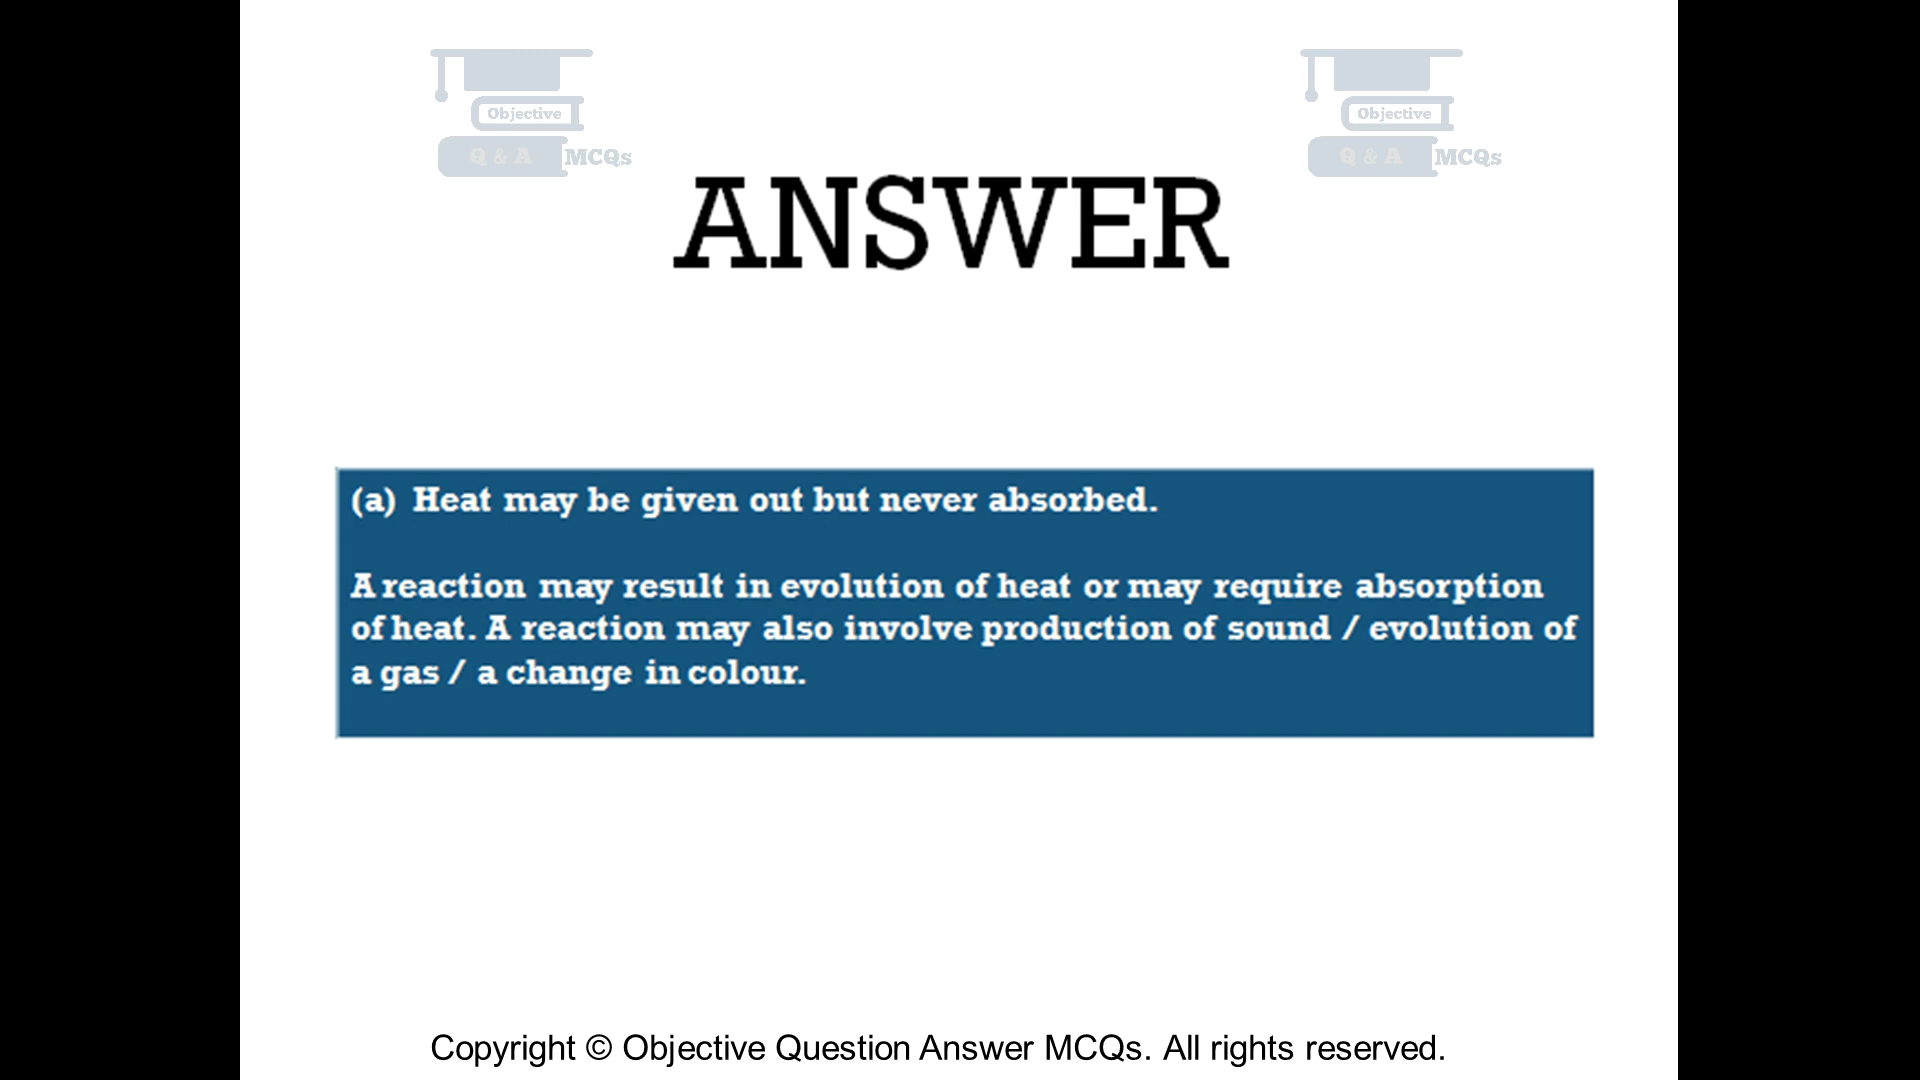 Objective
Q & A MCQs
Objective
Q & A MCQs
ANSWER
(a) Heat may be given out but never absorbed.
A reaction may result in evolution of heat or may require absorption
of heat. A reaction may also involve production of sound / evolution of
a gas / a change in colour.
Copyright © Objective Question Answer MCQs. All rights reserved.